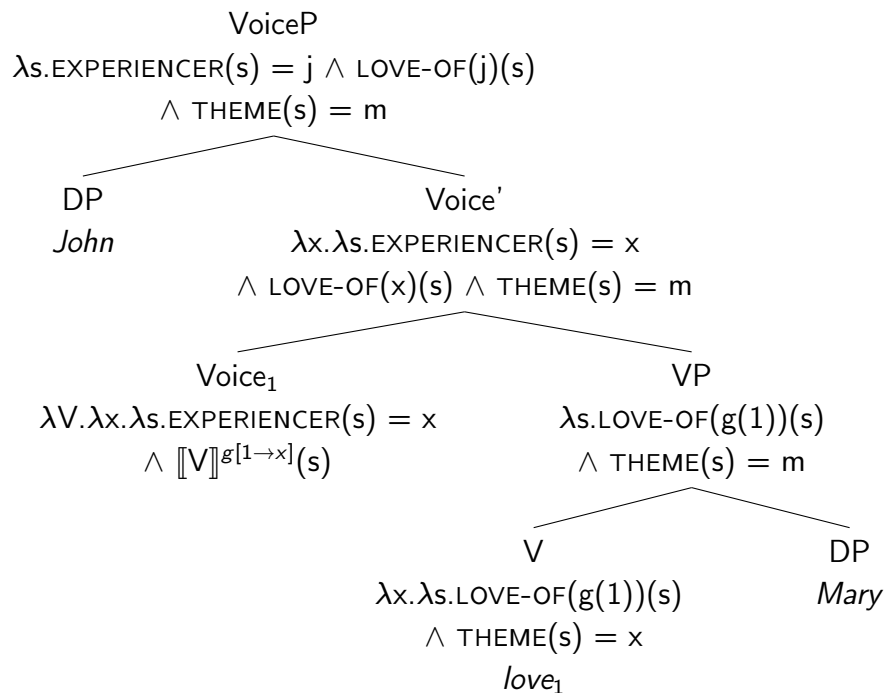 VoiceP
λs.EXPERIENCER(s) = j ∧ LOVE-OF(j)(s)
∧ THEME(s) = m
DP
John
Voice'
λx.λs.EXPERIENCER(s) = x
∧ LOVE-OF(x)(s) ∧ THEME(s) = m
Voice₁
λV.λx.λs.EXPERIENCER(s) = x
∧ ⟦V⟧^{g[1→x]}(s)
VP
λs.LOVE-OF(g(1))(s)
∧ THEME(s) = m
V
λx.λs.LOVE-OF(g(1))(s)
∧ THEME(s) = x
love₁
DP
Mary